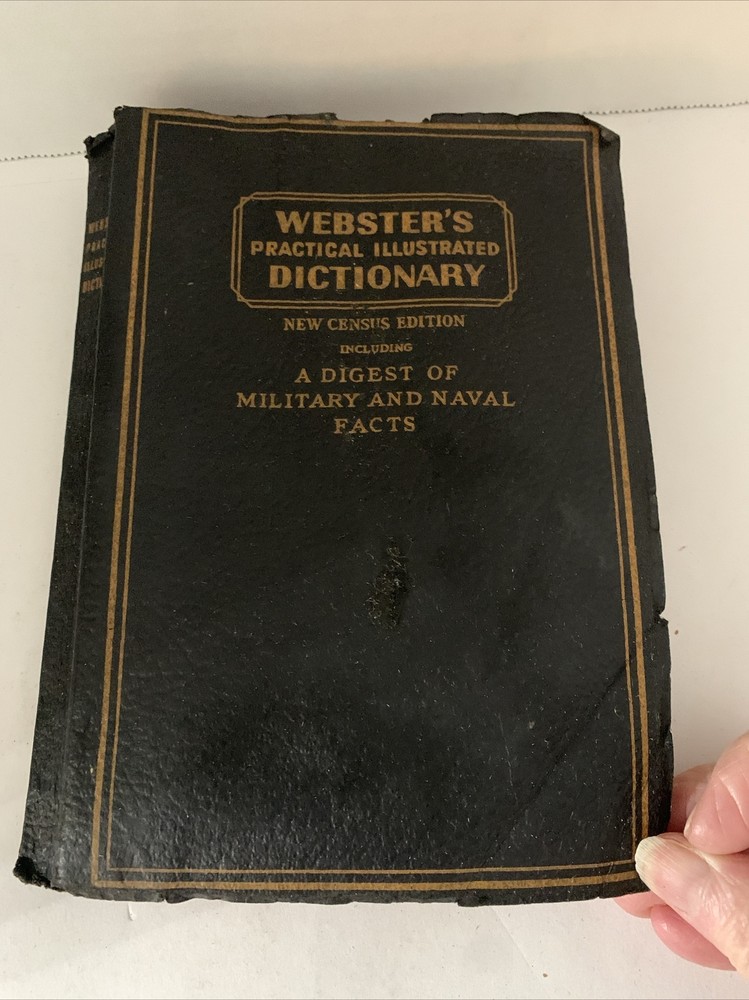 WEBSTER'S
PRACTICAL ILLUSTRATED
DICTIONARY
NEW CENSUS EDITION
INCLUDING
A DIGEST OF
MILITARY AND NAVAL
FACTS